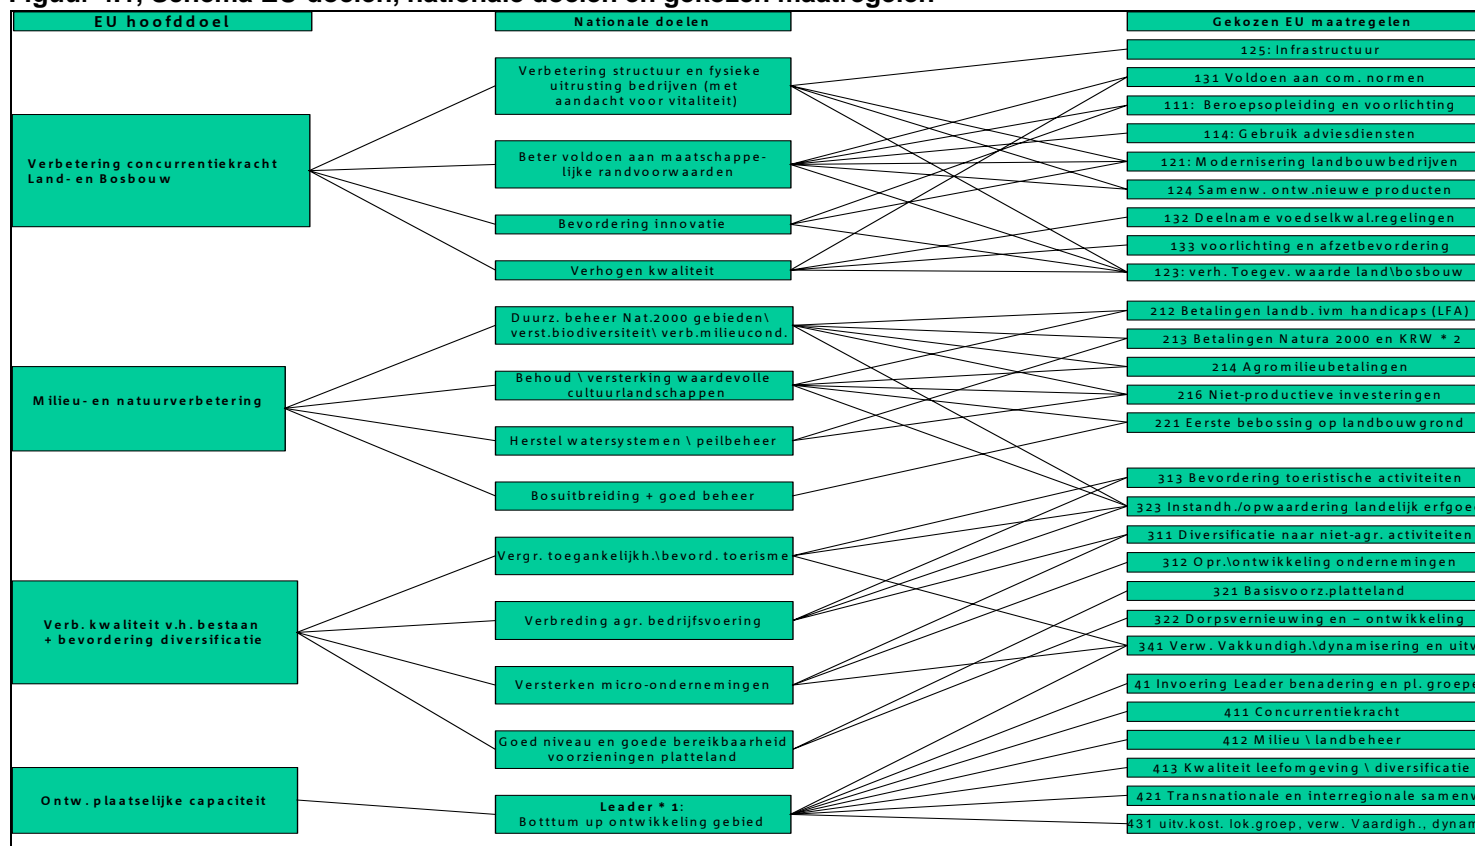 EU hoofddoel
Nationale doelen
Gekozen EU maatregelen
Verbetering concurrentiekracht
Land- en Bosbouw
Milieu- en natuurverbetering
Verb. kwaliteit v.h. bestaan
+ bevordering diversificatie
Ontw. plaatselijke capaciteit
Verbetering structuur en fysieke
uitrusting bedrijven (met
aandacht voor vitaliteit)
Beter voldoen aan maatschappe-
lijke randvoorwaarden
Bevordering innovatie
Verhogen kwaliteit
Duurz. beheer Nat.2000 gebieden\
verst.biodiversiteit\ verb.milieucond.
Behoud \ versterking waardevolle
cultuurlandschappen
Herstel watersystemen \ peilbeheer
Bosuitbreiding + goed beheer
Vergr. toegankelijkh.\bevord. toerisme
Verbreding agr. bedrijfsvoering
Versterken micro-ondernemingen
Goed niveau en goede bereikbaarheid
voorzieningen platteland
Leader * 1:
Botttum up ontwikkeling gebied
125: Infrastructuur
131 Voldoen aan com. normen
111: Beroepsopleiding en voorlichting
114: Gebruik adviesdiensten
121: Modernisering landbouwbedrijven
124 Samenw. ontw.nieuwe producten
132 Deelname voedselkwal.regelingen
133 voorlichting en afzetbevordering
123: verh. Toegev. waarde land\bosbouw
212 Betalingen landb. ivm handicaps (LFA)
213 Betalingen Natura 2000 en KRW * 2
214 Agromilieubetalingen
216 Niet-productieve investeringen
221 Eerste bebossing op landbouwgrond
313 Bevordering toeristische activiteiten
323 Instandh./opwaardering landelijk erfgoe
311 Diversificatie naar niet-agr. activiteiten
312 Opr.\ontwikkeling ondernemingen
321 Basisvoorz.platteland
322 Dorpsvernieuwing en – ontwikkeling
341 Verw. Vakkundigh.\dynamisering en uitv
41 Invoering Leader benadering en pl. groepe
411 Concurrentiekracht
412 Milieu \ landbeheer
413 Kwaliteit leefomgeving \ diversificatie
421 Transnationale en interregionale samenw
431 uitv.kost. lok.groep, verw. Vaardigh., dynam